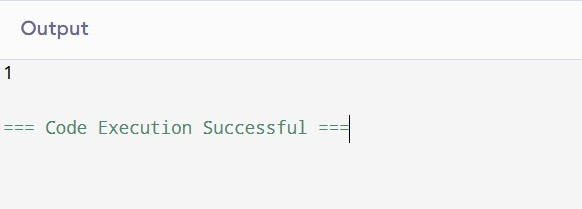 Output
1
=== Code Execution Successful ===